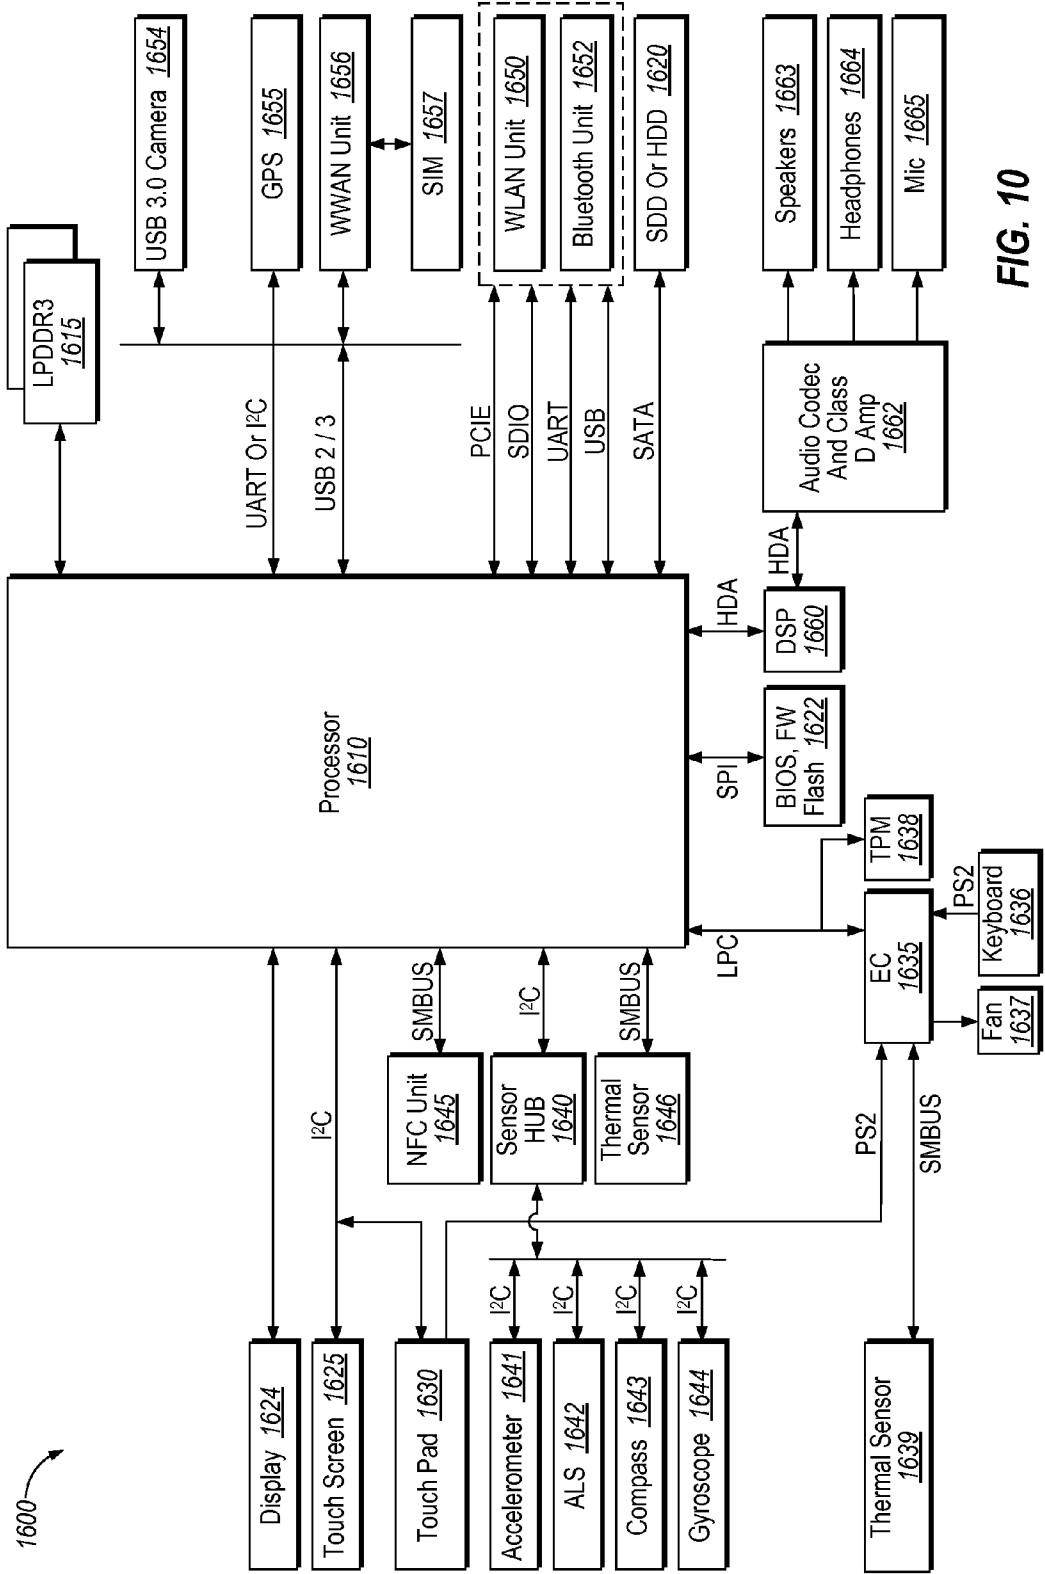 1600
Display 1624
Touch Screen 1625
Touch Pad 1630
Accelerometer 1641
ALS 1642
Compass 1643
Gyroscope 1644
Thermal Sensor
1639
I²C
I²C
I²C
I²C
I²C
PS2
SMBUS
NFC Unit
1645
Sensor
HUB
1640
Thermal
Sensor
1646
SMBUS
I²C
SMBUS
Fan
1637
EC
1635
Keyboard
1636
PS2
LPC
TPM
1638
Processor
1610
SPI
BIOS, FW
Flash 1622
HDA
DSP
1660
HDA
LPDDR3
1615
UART Or I²C
USB 2 / 3
PCIE
SDIO
UART
USB
SATA
Audio Codec
And Class
D Amp
1662
USB 3.0 Camera 1654
GPS 1655
WWAN Unit 1656
SIM 1657
WLAN Unit 1650
Bluetooth Unit 1652
SDD Or HDD 1620
Speakers 1663
Headphones 1664
Mic 1665
FIG. 10